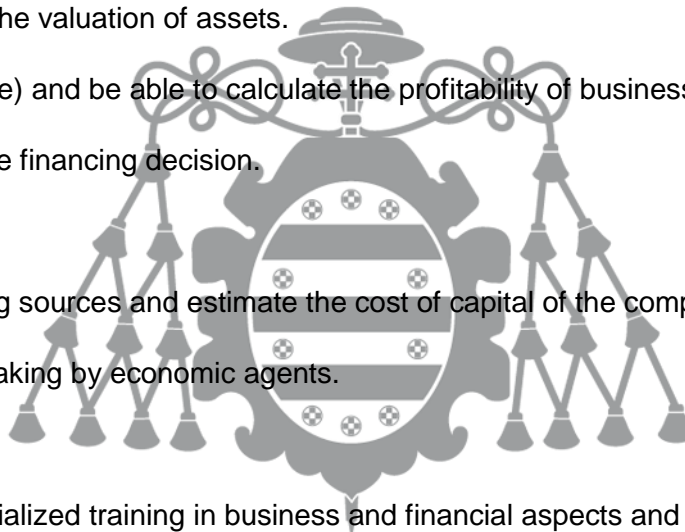 he valuation of assets.
e) and be able to calculate the profitability of business
e financing decision.
g sources and estimate the cost of capital of the comp
aking by economic agents.
ialized training in business and financial aspects and